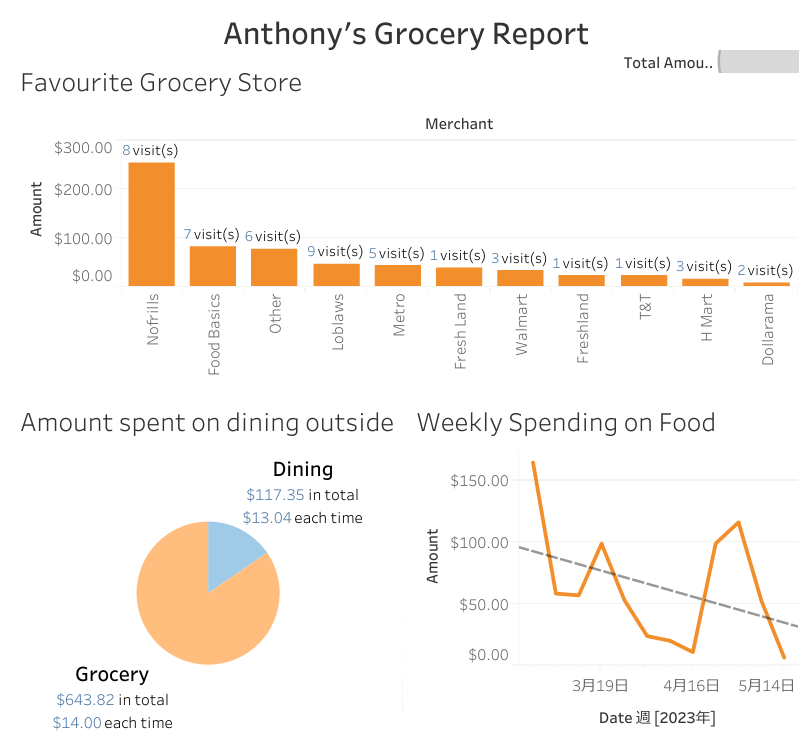 Anthony's Grocery Report
Total Amou..
Favourite Grocery Store
Merchant
Amount
$300.00
$200.00
$100.00
$0.00
8 visit(s)
7 visit(s)
6 visit(s)
9 visit(s)
5 visit(s)
1 visit(s)
3 visit(s)
1 visit(s)
1 visit(s)
3 visit(s)
2 visit(s)
Nofrills
Food Basics
Other
Loblaws
Metro
Fresh Land
Walmart
Freshland
T&T
H Mart
Dollarama
Amount spent on dining outside
Dining
$117.35 in total
$13.04 each time
Grocery
$643.82 in total
$14.00 each time
Weekly Spending on Food
Amount
$150.00
$100.00
$50.00
$0.00
3月19日
4月16日
5月14日
Date 週 [2023年]